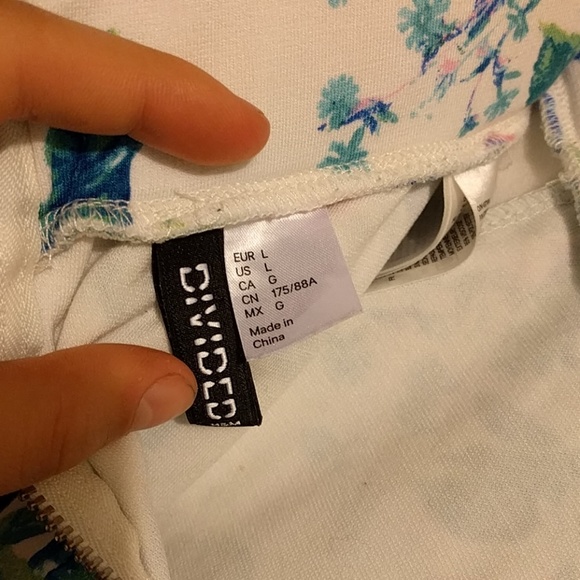 EUR L
US L
CA G
CN 175/88A
MX G
Made in
China
DIVIDED
H&M